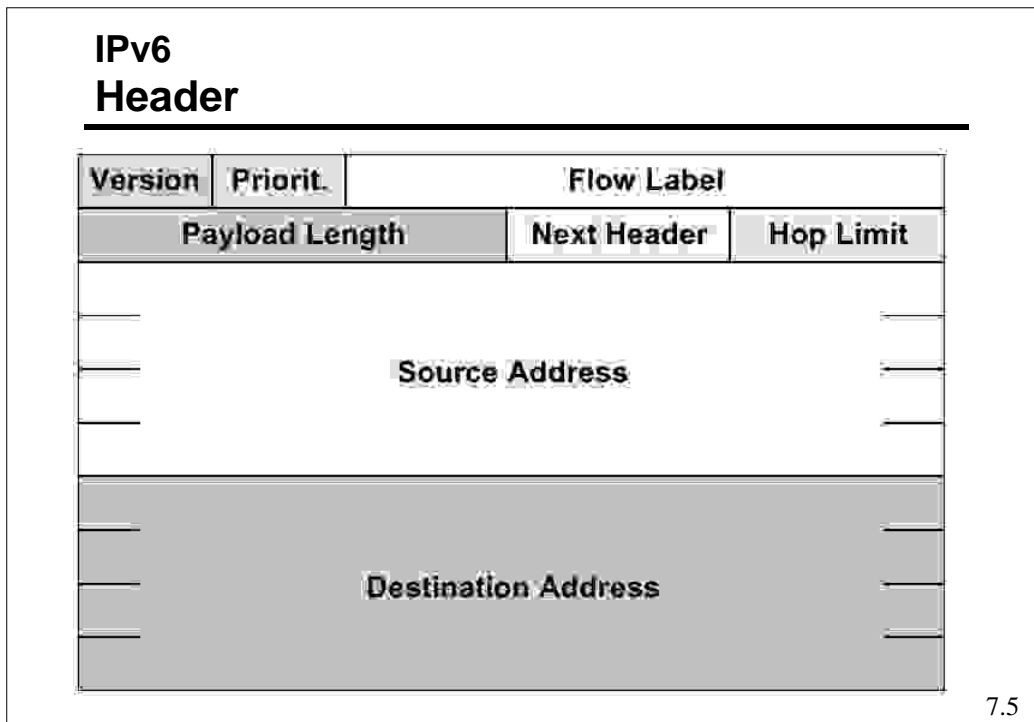 IPv6
Header
Version Priorit. Flow Label
Payload Length Next Header Hop Limit
Source Address
Destination Address
7.5